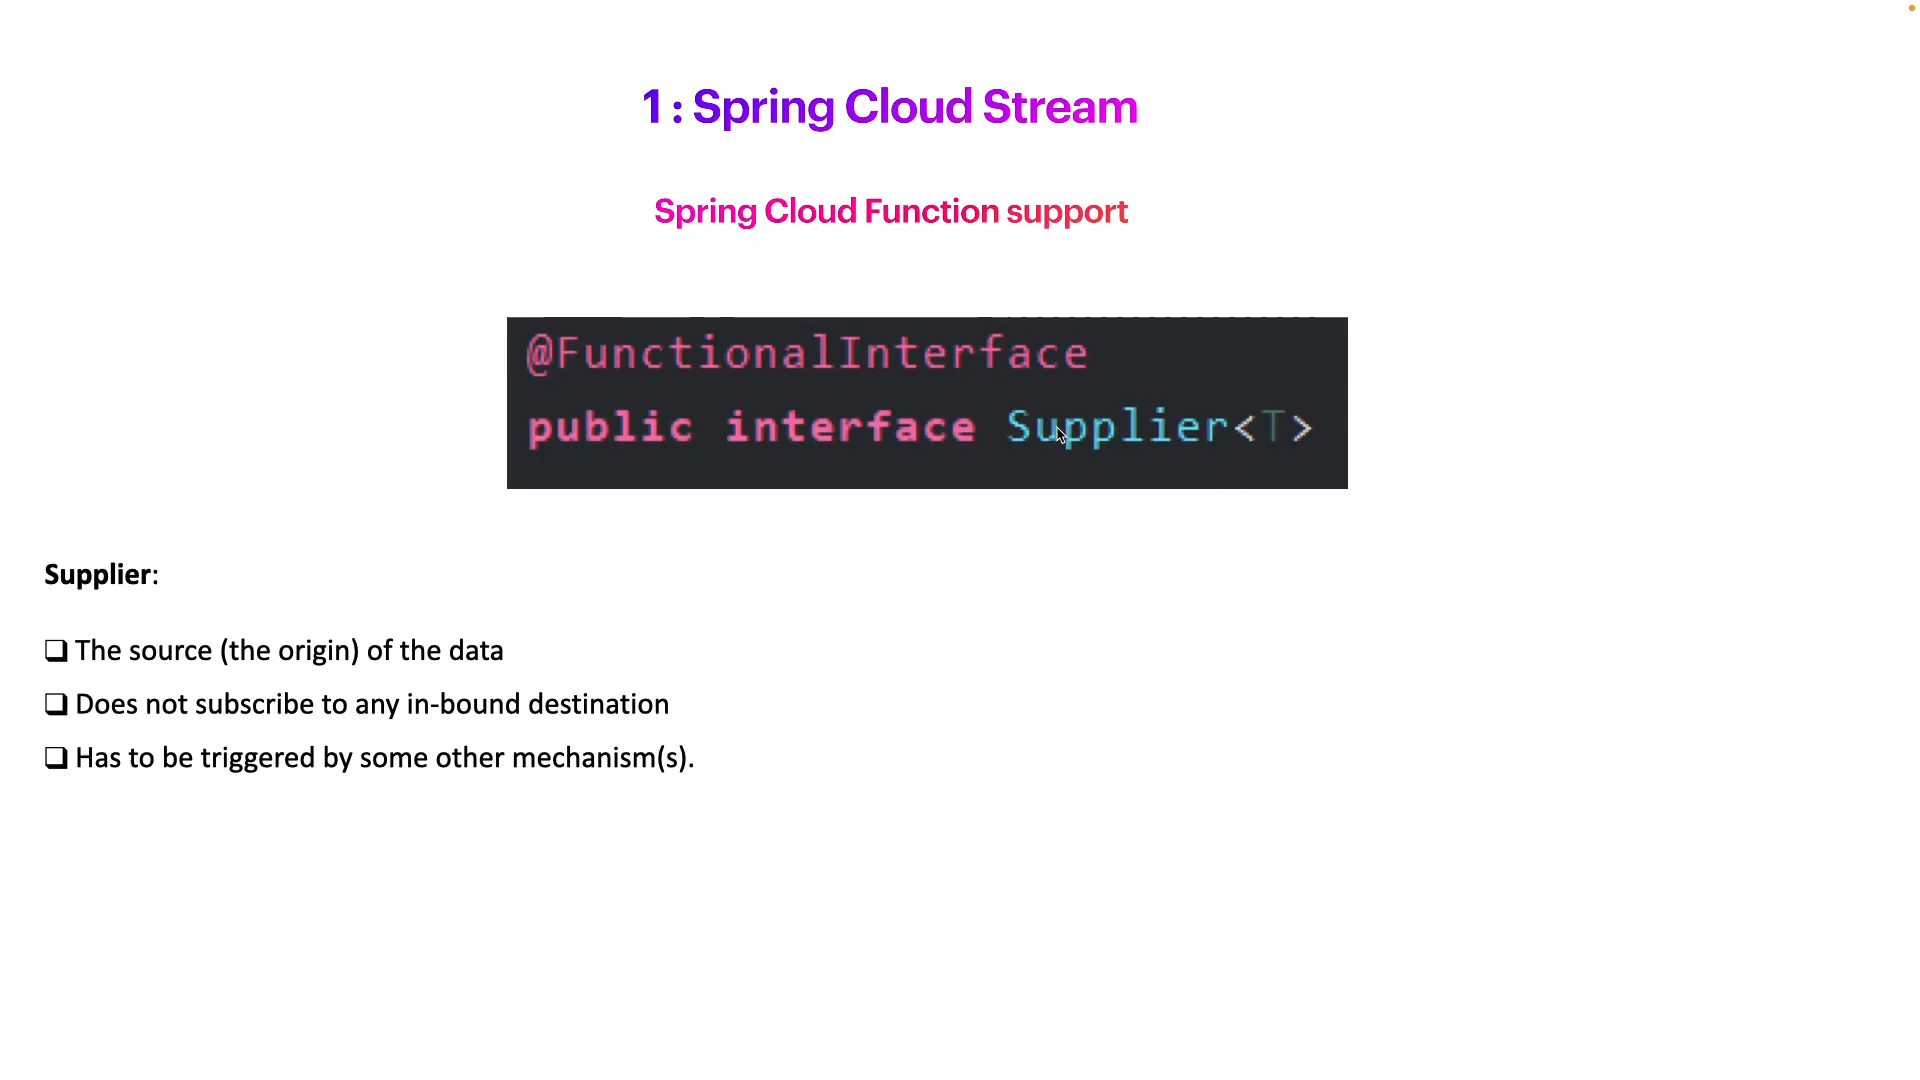 1 : Spring Cloud Stream
Spring Cloud Function support
@FunctionalInterface
public interface Supplier<T>
Supplier:
❑ The source (the origin) of the data
❑ Does not subscribe to any in-bound destination
❑ Has to be triggered by some other mechanism(s).